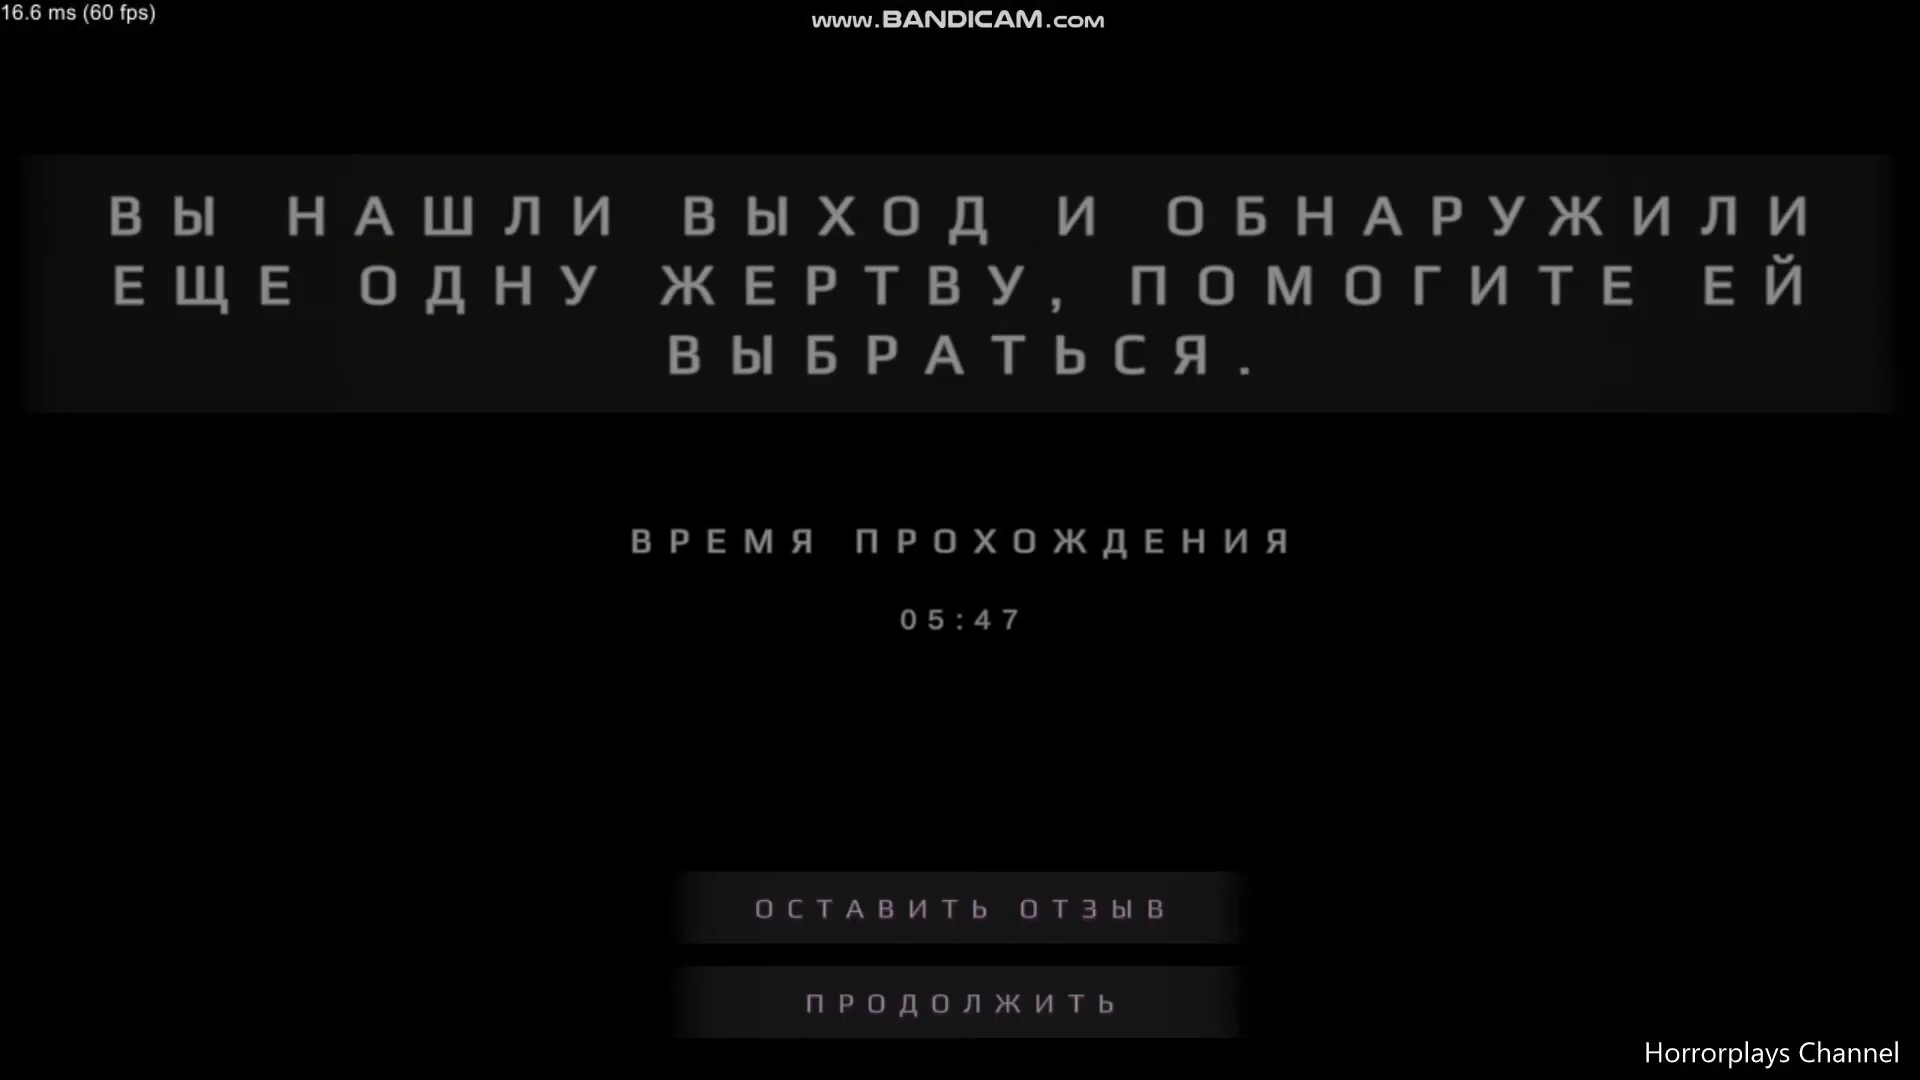 16.6 ms (60 fps)
www.BANDICAM.com
ВЫ НАШЛИ ВЫХОД И ОБНАРУЖИЛИ
ЕЩЕ ОДНУ ЖЕРТВУ, ПОМОГИТЕ ЕЙ
ВЫБРАТЬСЯ.
ВРЕМЯ ПРОХОЖДЕНИЯ
05:47
ОСТАВИТЬ ОТЗЫВ
ПРОДОЛЖИТЬ
Horrorplays Channel